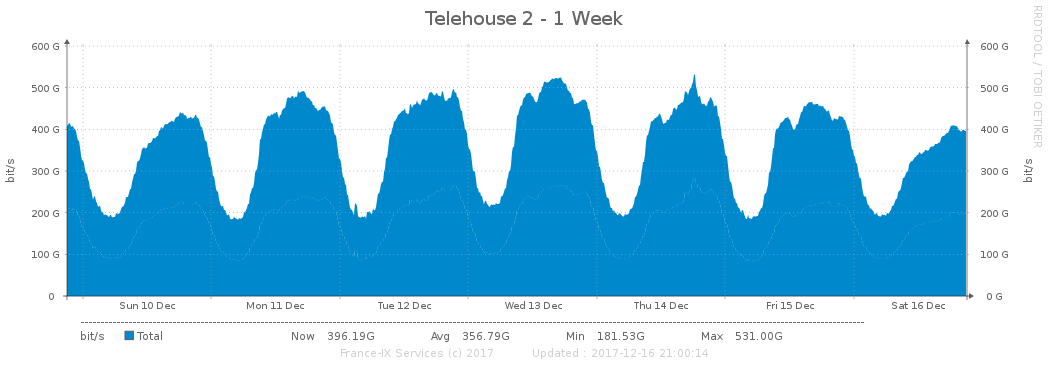 Telehouse 2 - 1 Week
RRDTOOL / TOBI OETIKER
600 G 600 G
500 G 500 G
400 G 400 G
300 G 300 G
200 G 200 G
100 G 100 G
0 0 G
bit/s
bit/s
Sun 10 Dec Mon 11 Dec Tue 12 Dec Wed 13 Dec Thu 14 Dec Fri 15 Dec Sat 16 Dec
bit/s Total Now 396.19G Avg 356.79G Min 181.53G Max 531.00G
France-IX Services (c) 2017 Updated : 2017-12-16 21:00:14